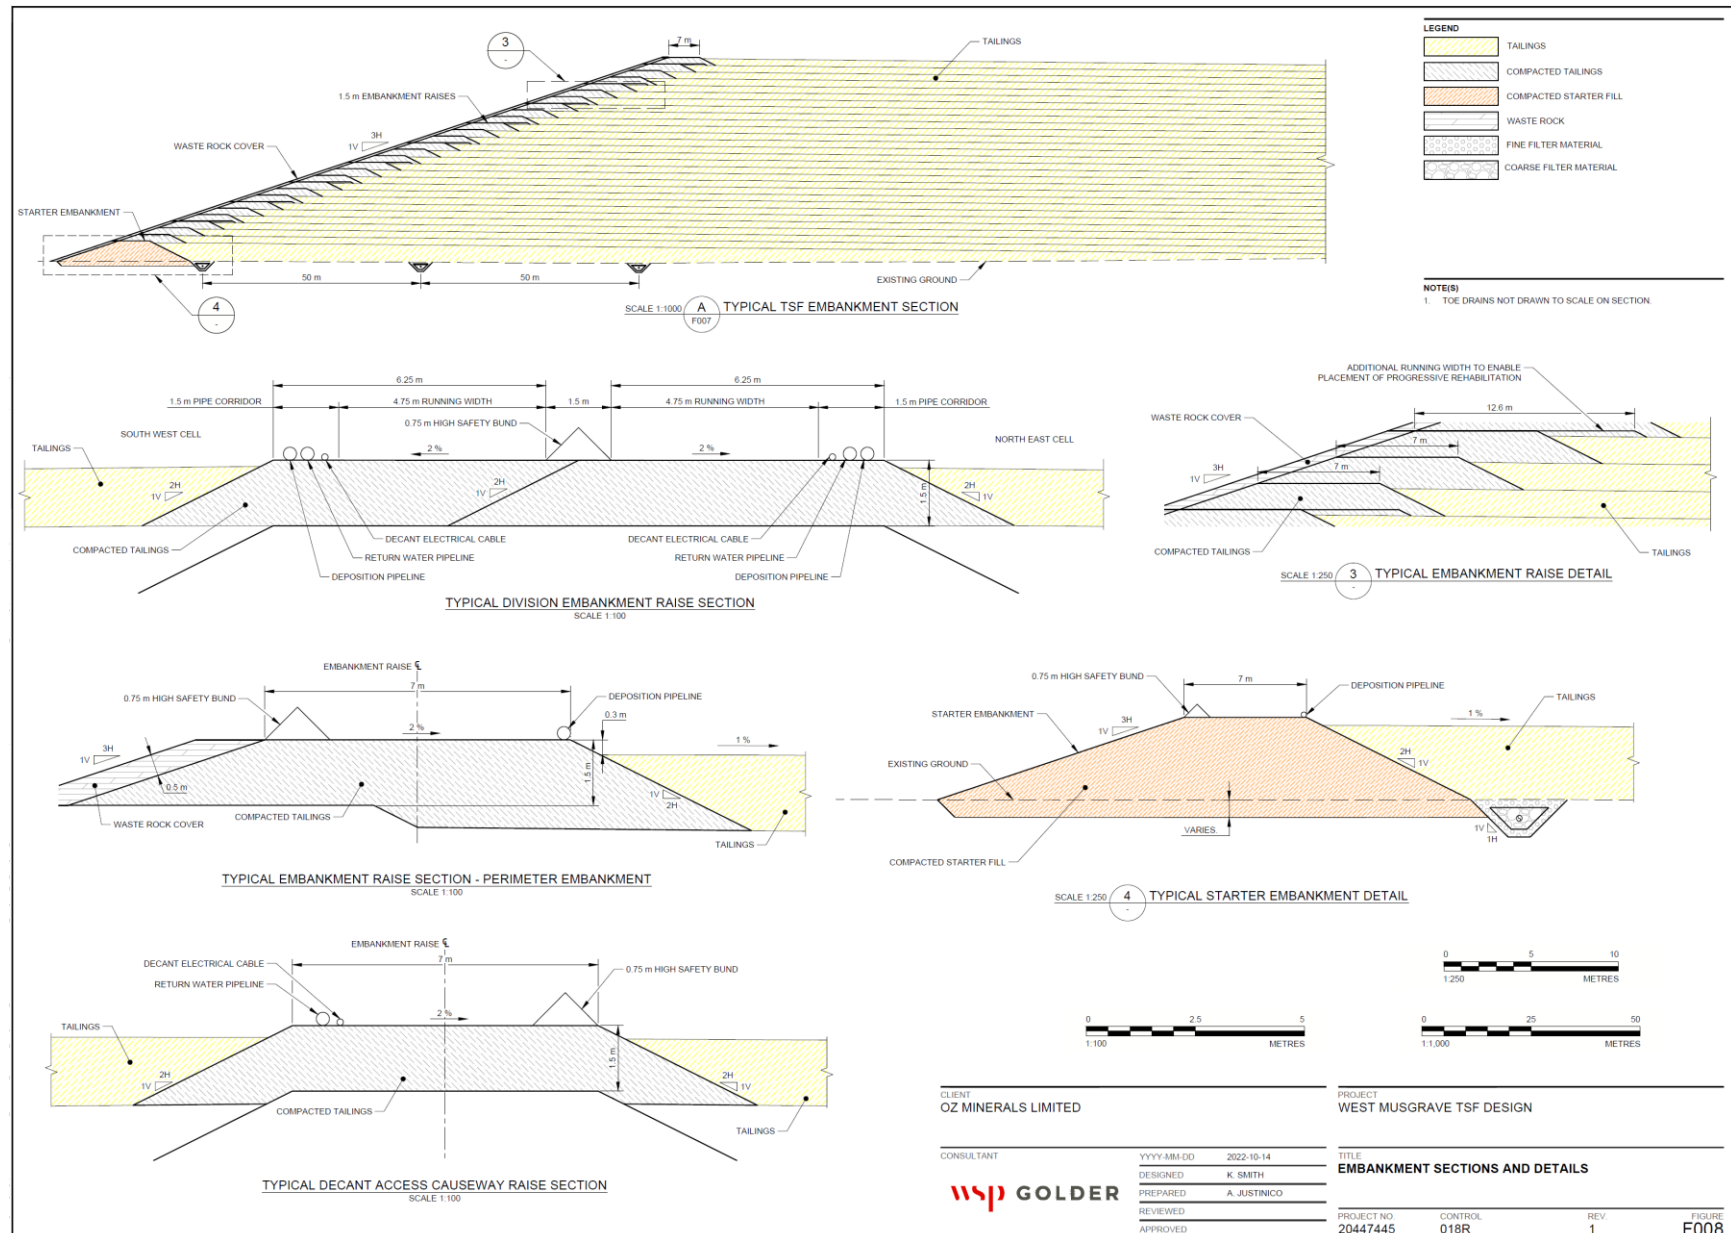 3
-
7 m
TAILINGS
1.5 m EMBANKMENT RAISES
3H
1V
WASTE ROCK COVER
STARTER EMBANKMENT
50 m
50 m
EXISTING GROUND
4
-
SCALE 1:1000
A
F007
TYPICAL TSF EMBANKMENT SECTION
LEGEND
TAILINGS
COMPACTED TAILINGS
COMPACTED STARTER FILL
WASTE ROCK
FINE FILTER MATERIAL
COARSE FILTER MATERIAL
NOTE(S)
1. TOE DRAINS NOT DRAWN TO SCALE ON SECTION.
6.25 m
6.25 m
1.5 m PIPE CORRIDOR
4.75 m RUNNING WIDTH
1.5 m
4.75 m RUNNING WIDTH
1.5 m PIPE CORRIDOR
0.75 m HIGH SAFETY BUND
SOUTH WEST CELL
NORTH EAST CELL
TAILINGS
2 %
2 %
2H
1V
2H
1V
1.5 m
2H
1V
COMPACTED TAILINGS
DECANT ELECTRICAL CABLE
RETURN WATER PIPELINE
DEPOSITION PIPELINE
DECANT ELECTRICAL CABLE
RETURN WATER PIPELINE
DEPOSITION PIPELINE
TYPICAL DIVISION EMBANKMENT RAISE SECTION
SCALE 1:100
ADDITIONAL RUNNING WIDTH TO ENABLE
PLACEMENT OF PROGRESSIVE REHABILITATION
WASTE ROCK COVER
12.6 m
7 m
7 m
3H
1V
COMPACTED TAILINGS
TAILINGS
SCALE 1:250
3
-
TYPICAL EMBANKMENT RAISE DETAIL
EMBANKMENT RAISE ℄
7 m
0.75 m HIGH SAFETY BUND
DEPOSITION PIPELINE
0.3 m
2 %
1 %
3H
1V
0.5 m
1.5 m
1V
2H
WASTE ROCK COVER
COMPACTED TAILINGS
TAILINGS
TYPICAL EMBANKMENT RAISE SECTION - PERIMETER EMBANKMENT
SCALE 1:100
0.75 m HIGH SAFETY BUND
7 m
DEPOSITION PIPELINE
TAILINGS
STARTER EMBANKMENT
3H
1V
1 %
EXISTING GROUND
2H
1V
VARIES.
1V
1H
COMPACTED STARTER FILL
SCALE 1:250
4
-
TYPICAL STARTER EMBANKMENT DETAIL
EMBANKMENT RAISE ℄
7 m
DECANT ELECTRICAL CABLE
RETURN WATER PIPELINE
0.75 m HIGH SAFETY BUND
2 %
TAILINGS
1.5 m
2H
1V
2H
1V
COMPACTED TAILINGS
TAILINGS
TYPICAL DECANT ACCESS CAUSEWAY RAISE SECTION
SCALE 1:100
0 5 10
1:250 METRES
0 2.5 5
1:100 METRES
0 25 50
1:1,000 METRES
CLIENT
OZ MINERALS LIMITED
PROJECT
WEST MUSGRAVE TSF DESIGN
CONSULTANT
wsp GOLDER
YYYY-MM-DD 2022-10-14
DESIGNED K. SMITH
PREPARED A. JUSTINICO
REVIEWED
APPROVED
TITLE
EMBANKMENT SECTIONS AND DETAILS
PROJECT NO. CONTROL REV. FIGURE
20447445 018R 1 F008